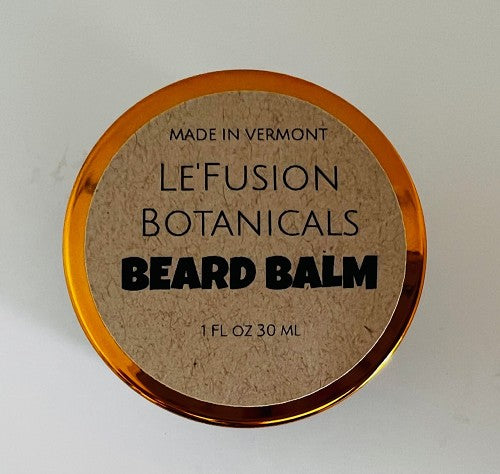 MADE IN VERMONT
LE'FUSION
BOTANICALS
BEARD BALM
1 FL OZ 30 ML